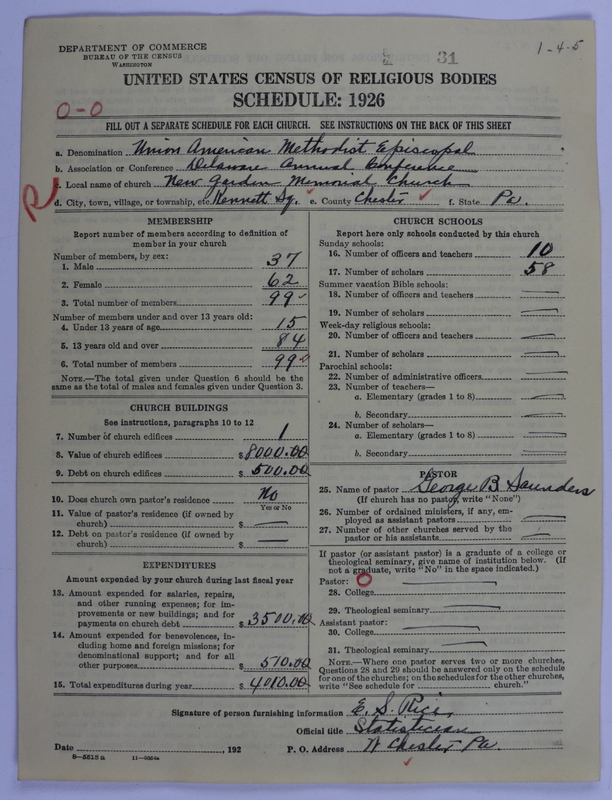 DEPARTMENT OF COMMERCE
BUREAU OF THE CENSUS
WASHINGTON
31
1-4-5
UNITED STATES CENSUS OF RELIGIOUS BODIES
SCHEDULE: 1926
0-0
FILL OUT A SEPARATE SCHEDULE FOR EACH CHURCH. SEE INSTRUCTIONS ON THE BACK OF THIS SHEET
a. Denomination Union American Methodist Episcopal
b. Association or Conference Delaware Annual Conference
c. Local name of church New Garden Memorial Church
R
d. City, town, village, or township, etc. Kennett Sq. e. County Chester f. State Pa.
MEMBERSHIP
Report number of members according to definition of
member in your church
Number of members, by sex:
1. Male 37
2. Female 62
3. Total number of members 99
Number of members under and over 13 years old:
4. Under 13 years of age 15
5. 13 years old and over 84
6. Total number of members 99
NOTE.—The total given under Question 6 should be the
same as the total of males and females given under Question 3.
CHURCH BUILDINGS
See instructions, paragraphs 10 to 12
7. Number of church edifices 1
8. Value of church edifices $8000.00
9. Debt on church edifices $500.00
10. Does church own pastor's residence No
Yes or No
11. Value of pastor's residence (if owned by
church) $
12. Debt on pastor's residence (if owned by
church) $
EXPENDITURES
Amount expended by your church during last fiscal year
13. Amount expended for salaries, repairs,
and other running expenses; for im-
provements or new buildings; and for
payments on church debt $3500.00
14. Amount expended for benevolences, in-
cluding home and foreign missions; for
denominational support; and for all
other purposes $510.00
15. Total expenditures during year $4010.00
CHURCH SCHOOLS
Report here only schools conducted by this church
Sunday schools:
16. Number of officers and teachers 10
17. Number of scholars 58
Summer vacation Bible schools:
18. Number of officers and teachers
19. Number of scholars
Week-day religious schools:
20. Number of officers and teachers
21. Number of scholars
Parochial schools:
22. Number of administrative officers
23. Number of teachers—
a. Elementary (grades 1 to 8)
b. Secondary
24. Number of scholars—
a. Elementary (grades 1 to 8)
b. Secondary
PASTOR
25. Name of pastor George B. Saunders
(If church has no pastor, write "None")
26. Number of ordained ministers, if any, em-
ployed as assistant pastors
27. Number of other churches served by the
pastor or his assistants
If pastor (or assistant pastor) is a graduate of a college or
theological seminary, give name of institution below. (If
not a graduate, write "No" in the space indicated.)
Pastor: 0
28. College
29. Theological seminary
Assistant pastor:
30. College
31. Theological seminary
NOTE.—Where one pastor serves two or more churches,
Questions 28 and 29 should be answered only on the schedule
for one of the churches; on the schedules for the other churches,
write "See schedule for church."
Signature of person furnishing information E. S. Rice
Official title Statistician
Date , 192 P. O. Address W Chester Pa.
8-5515a 11-9064a